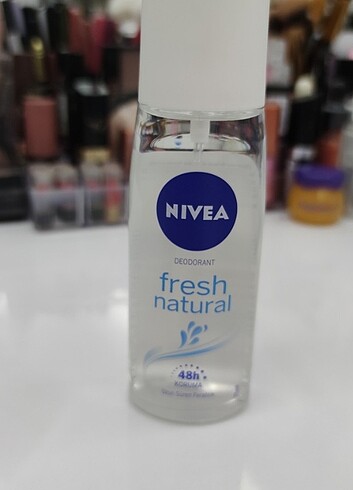 NIVEA
DEODORANT
fresh
natural
48h
KORUMA